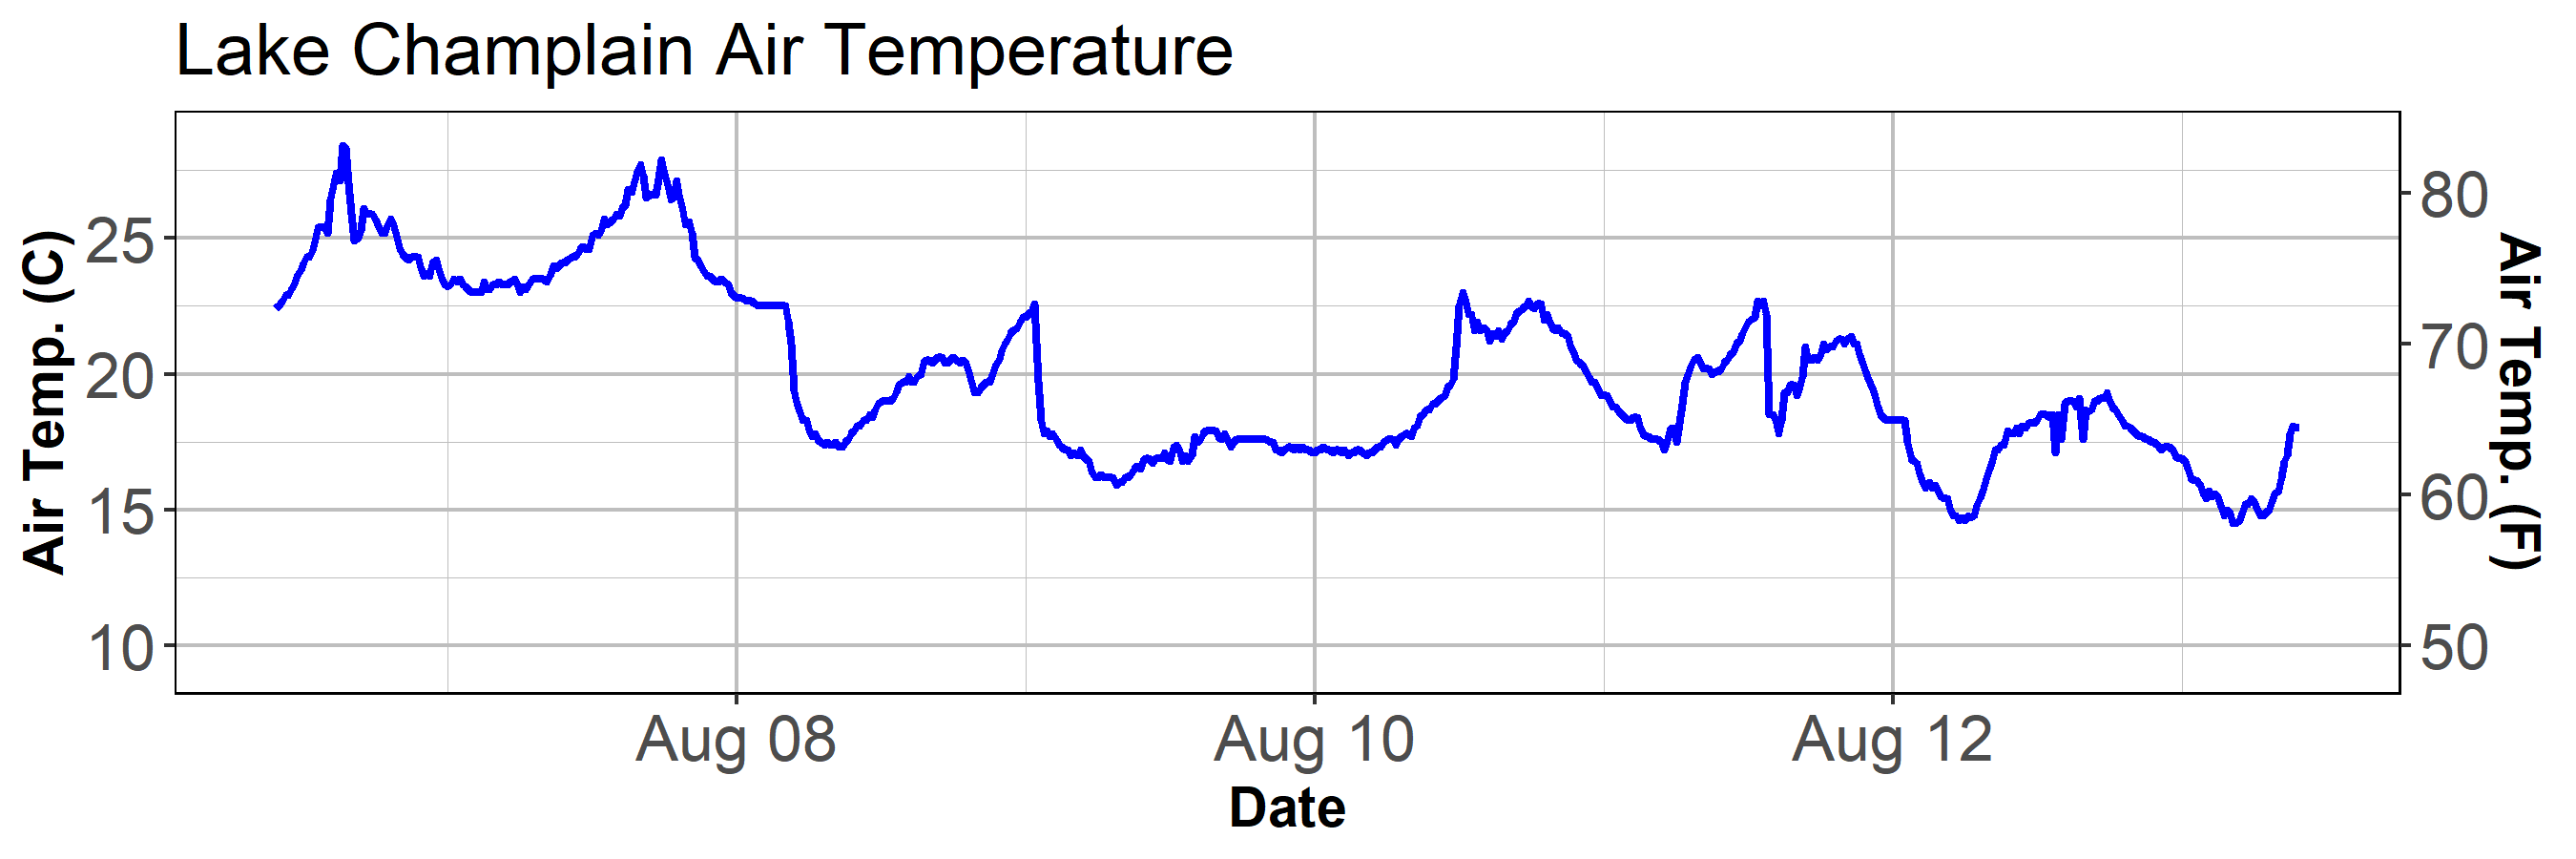 Lake Champlain Air Temperature
Air Temp. (C)
25
20
15
10
80
70
60
50
Air Temp. (F)
Aug 08 Aug 10 Aug 12
Date